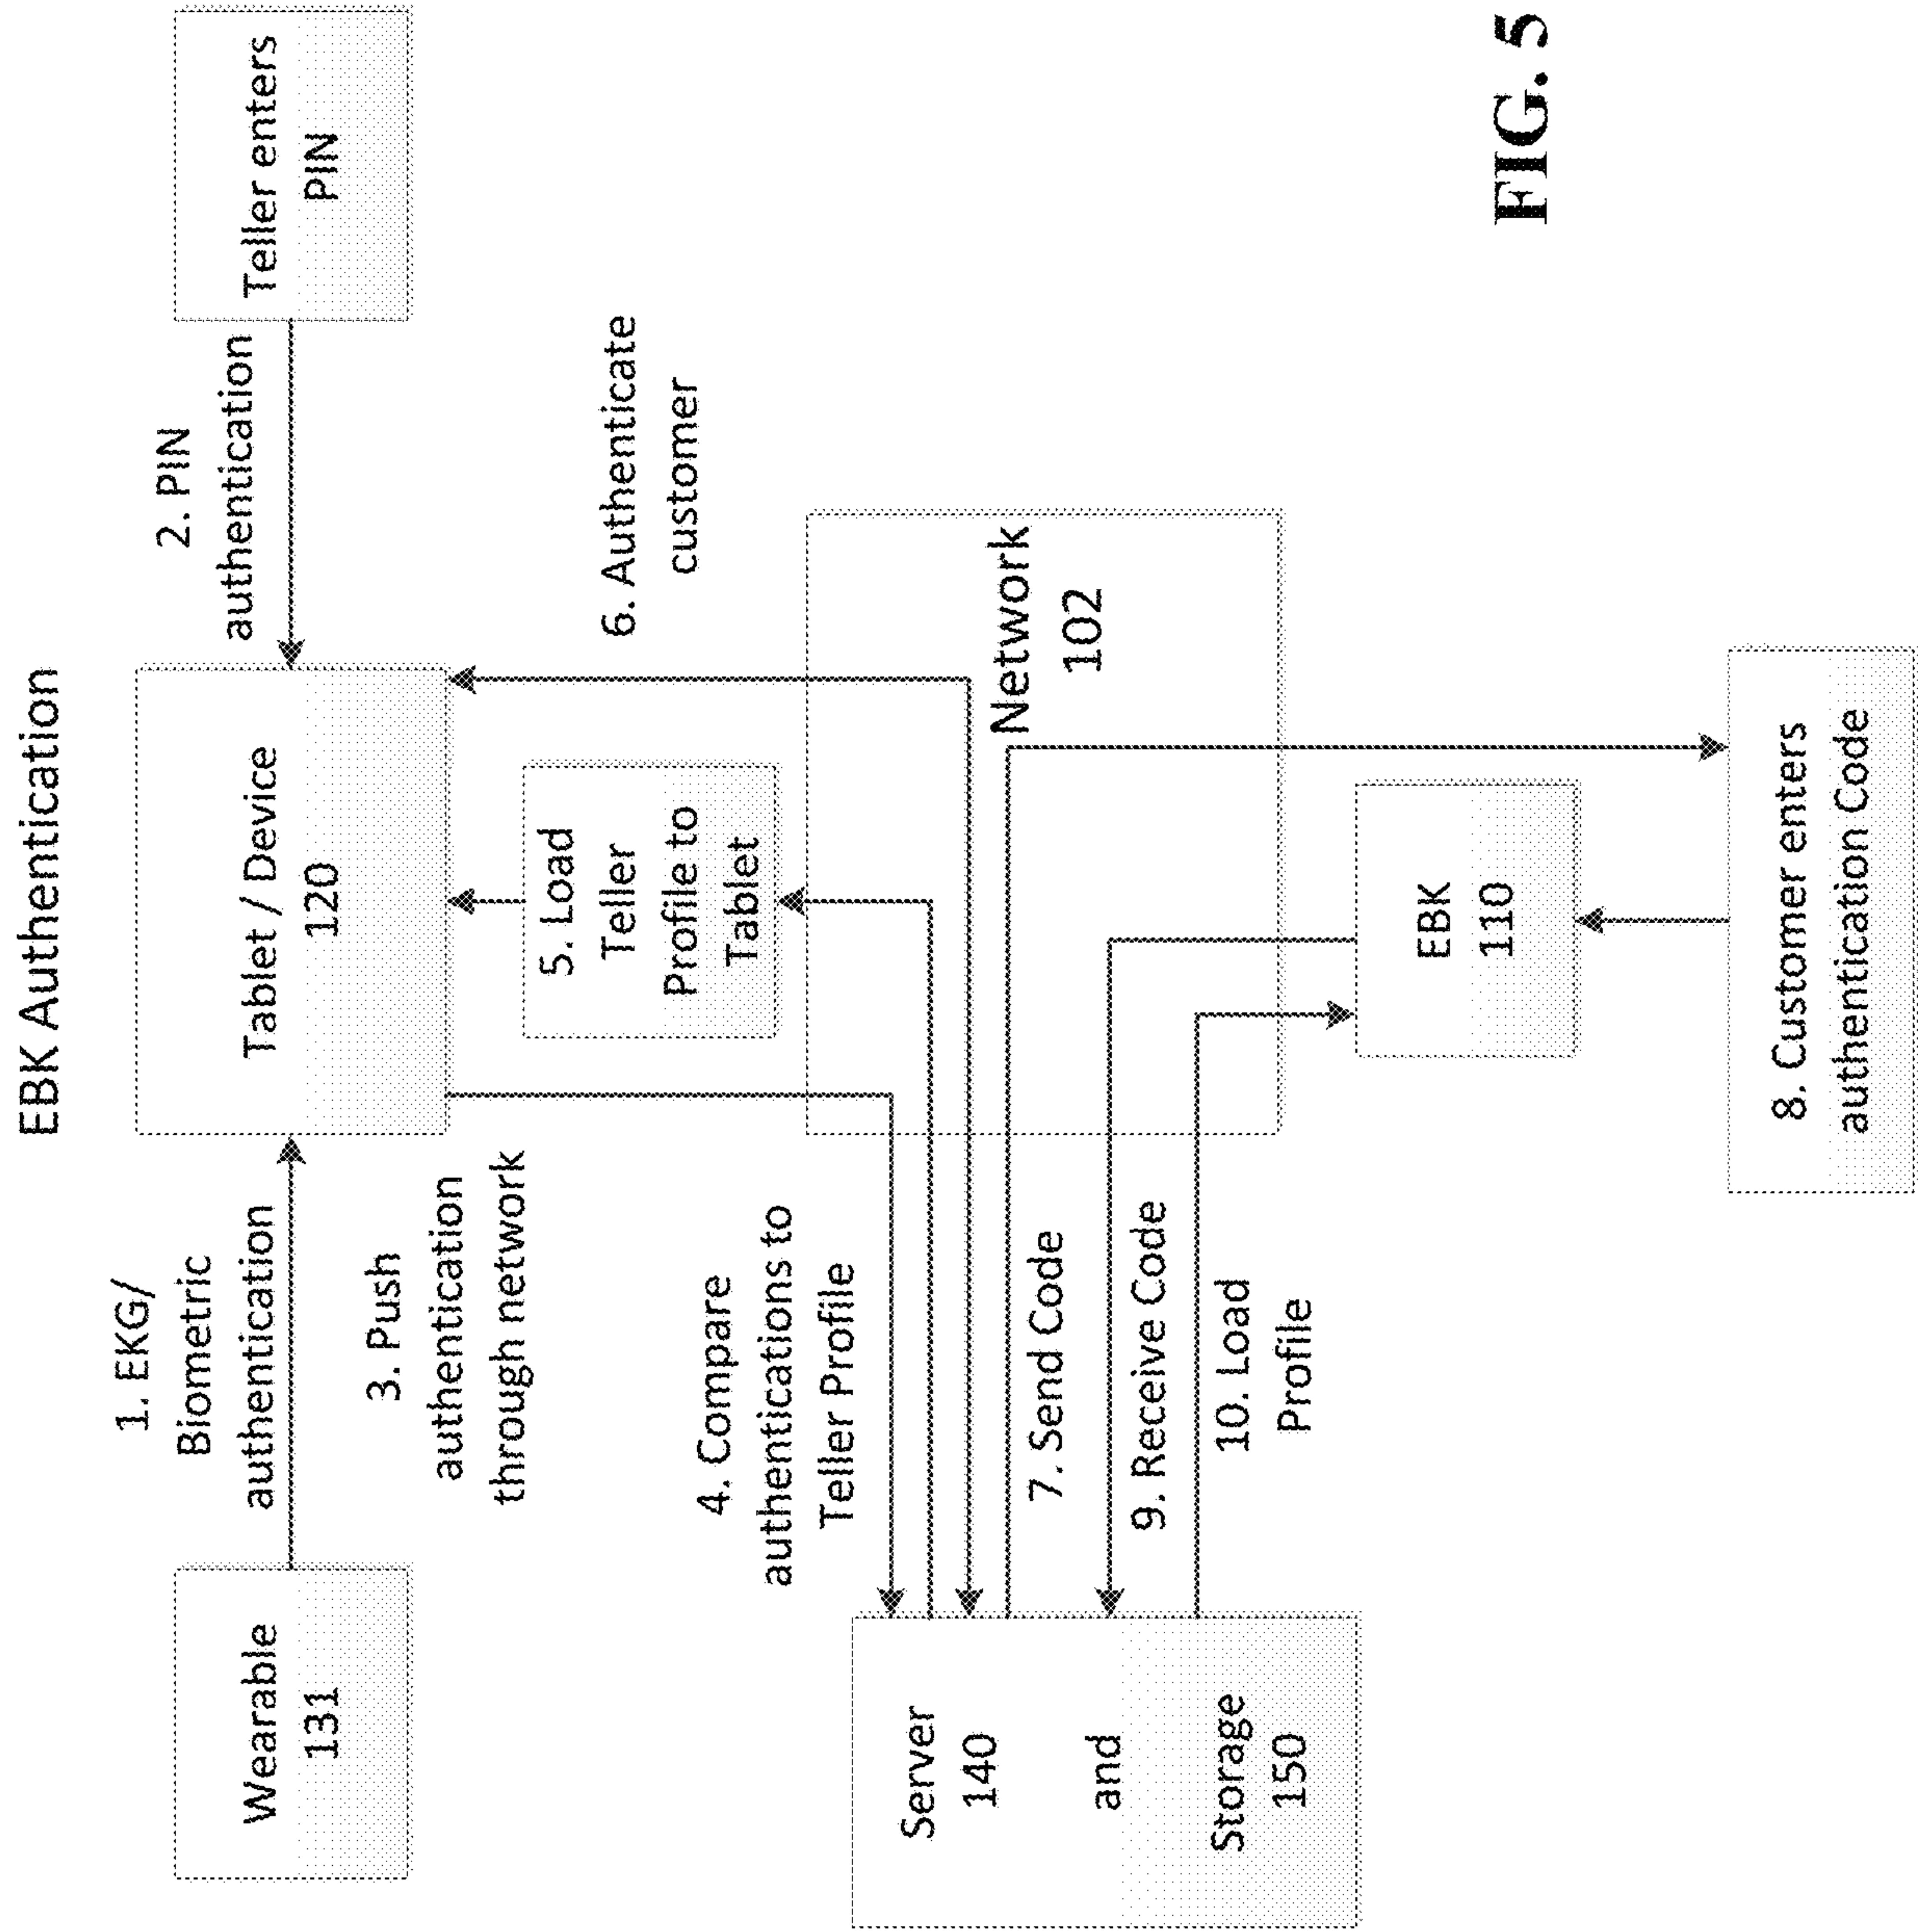 EBK Authentication
Wearable
131
1. EKG/
Biometric
authentication
Tablet / Device
120
2. PIN
authentication
Teller enters
PIN
3. Push
authentication
through network
5. Load
Teller
Profile to
Tablet
6. Authenticate
customer
4. Compare
authentications to
Teller Profile
Server
140
and
Storage
150
Network
102
7. Send Code
9. Receive Code
10. Load
Profile
EBK
110
8. Customer enters
authentication Code
FIG. 5